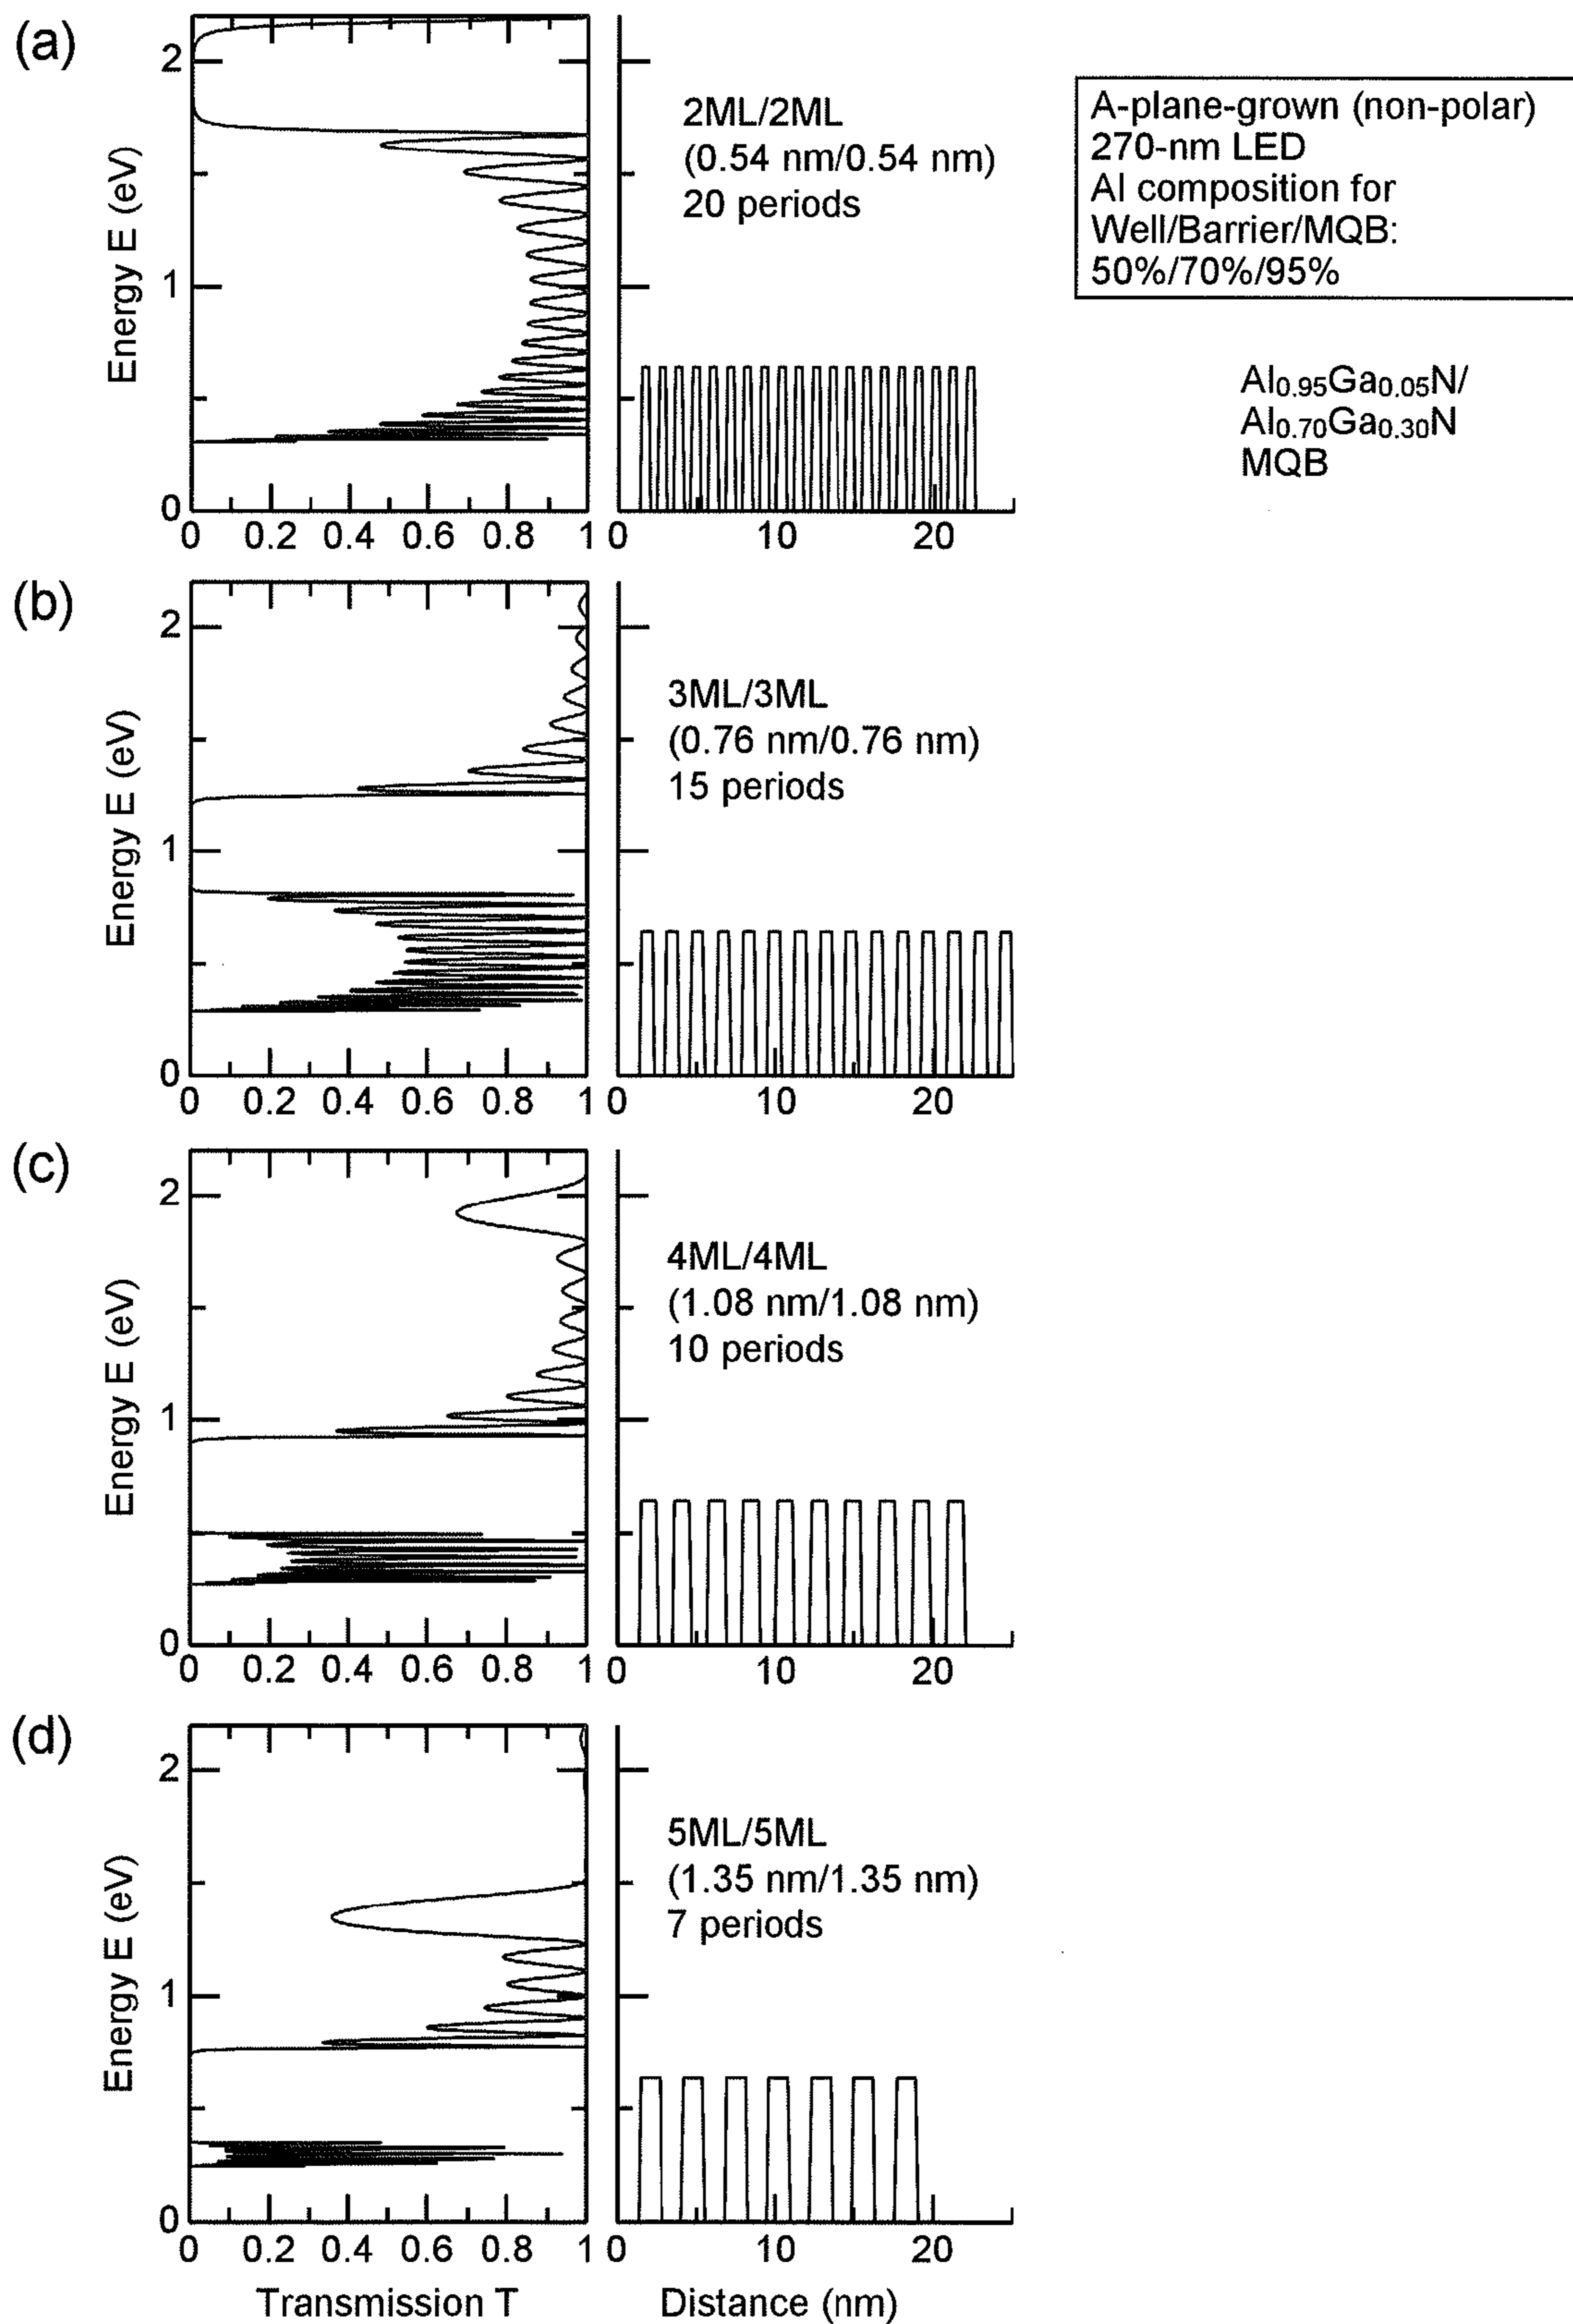 (a)
2
1
0
Energy E (eV)
0 0.2 0.4 0.6 0.8 1
0 10 20
2ML/2ML
(0.54 nm/0.54 nm)
20 periods
A-plane-grown (non-polar)
270-nm LED
Al composition for
Well/Barrier/MQB:
50%/70%/95%
Al0.95Ga0.05N/
Al0.70Ga0.30N
MQB
(b)
2
1
0
Energy E (eV)
0 0.2 0.4 0.6 0.8 1
0 10 20
3ML/3ML
(0.76 nm/0.76 nm)
15 periods
(c)
2
1
0
Energy E (eV)
0 0.2 0.4 0.6 0.8 1
0 10 20
4ML/4ML
(1.08 nm/1.08 nm)
10 periods
(d)
2
1
0
Energy E (eV)
0 0.2 0.4 0.6 0.8 1
0 10 20
5ML/5ML
(1.35 nm/1.35 nm)
7 periods
Transmission T
Distance (nm)